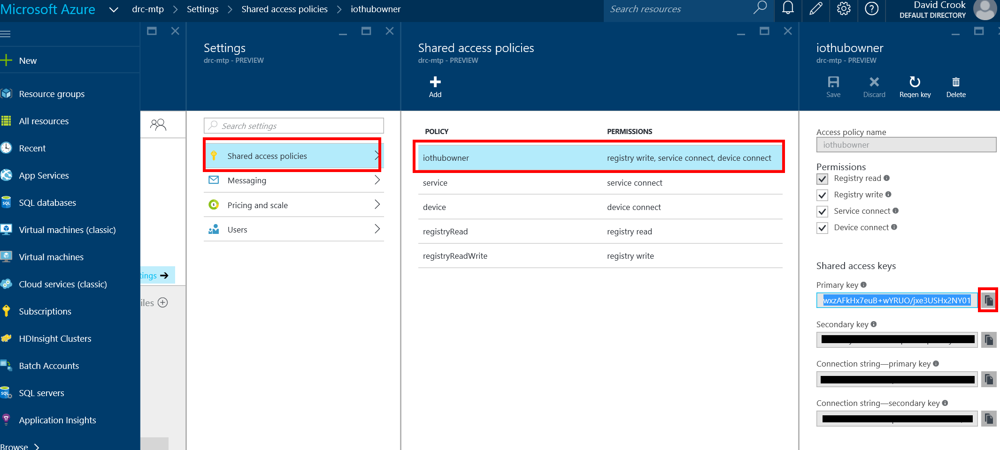 Microsoft Azure drc-mtp Settings Shared access policies iothubowner Search resources David Crook
DEFAULT DIRECTORY
New
Resource groups
All resources
Recent
App Services
SQL databases
Virtual machines (classic)
Virtual machines
Cloud services (classic)
Subscriptions
HDInsight Clusters
Batch Accounts
SQL servers
Application Insights
Browse
tings
iles
Settings
drc-mtp - PREVIEW
Search settings
Shared access policies
Messaging
Pricing and scale
Users
Shared access policies
drc-mtp - PREVIEW
Add
POLICY PERMISSIONS
iothubowner registry write, service connect, device connect
service service connect
device device connect
registryRead registry read
registryReadWrite registry write
iothubowner
drc-mtp - PREVIEW
Save Discard Regen key Delete
Access policy name
iothubowner
Permissions
Registry read
Registry write
Service connect
Device connect
Shared access keys
Primary key
wxzAFkHx7euB+wYRUO/jxe3USHx2NY01
Secondary key
Connection string—primary key
Connection string—secondary key